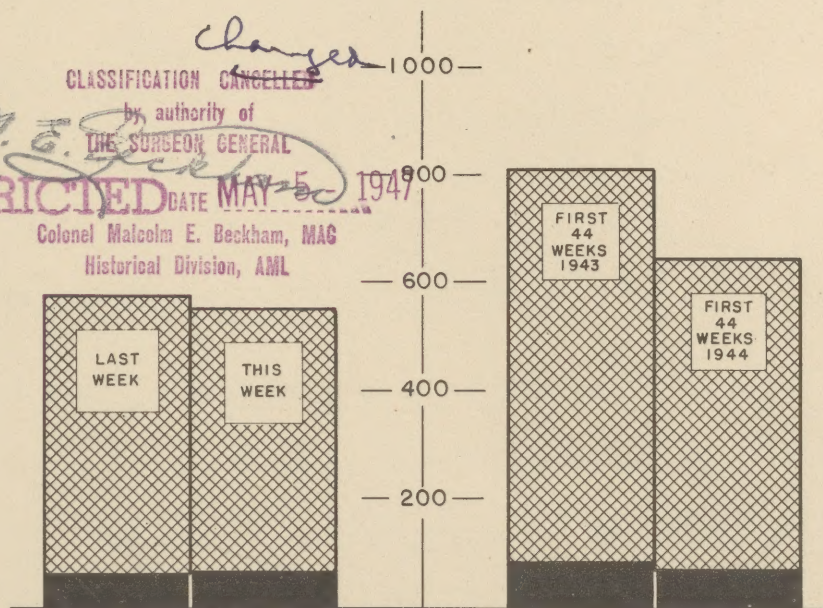 Changed
CLASSIFICATION CANCELLED
by authority of
THE SURGEON GENERAL
RICTED DATE MAY 5 - 1947
Colonel Malcolm E. Beckham, MAC
Historical Division, AML
1000
800
600
400
200
LAST
WEEK
THIS
WEEK
FIRST
44
WEEKS
1943
FIRST
44
WEEKS
1944